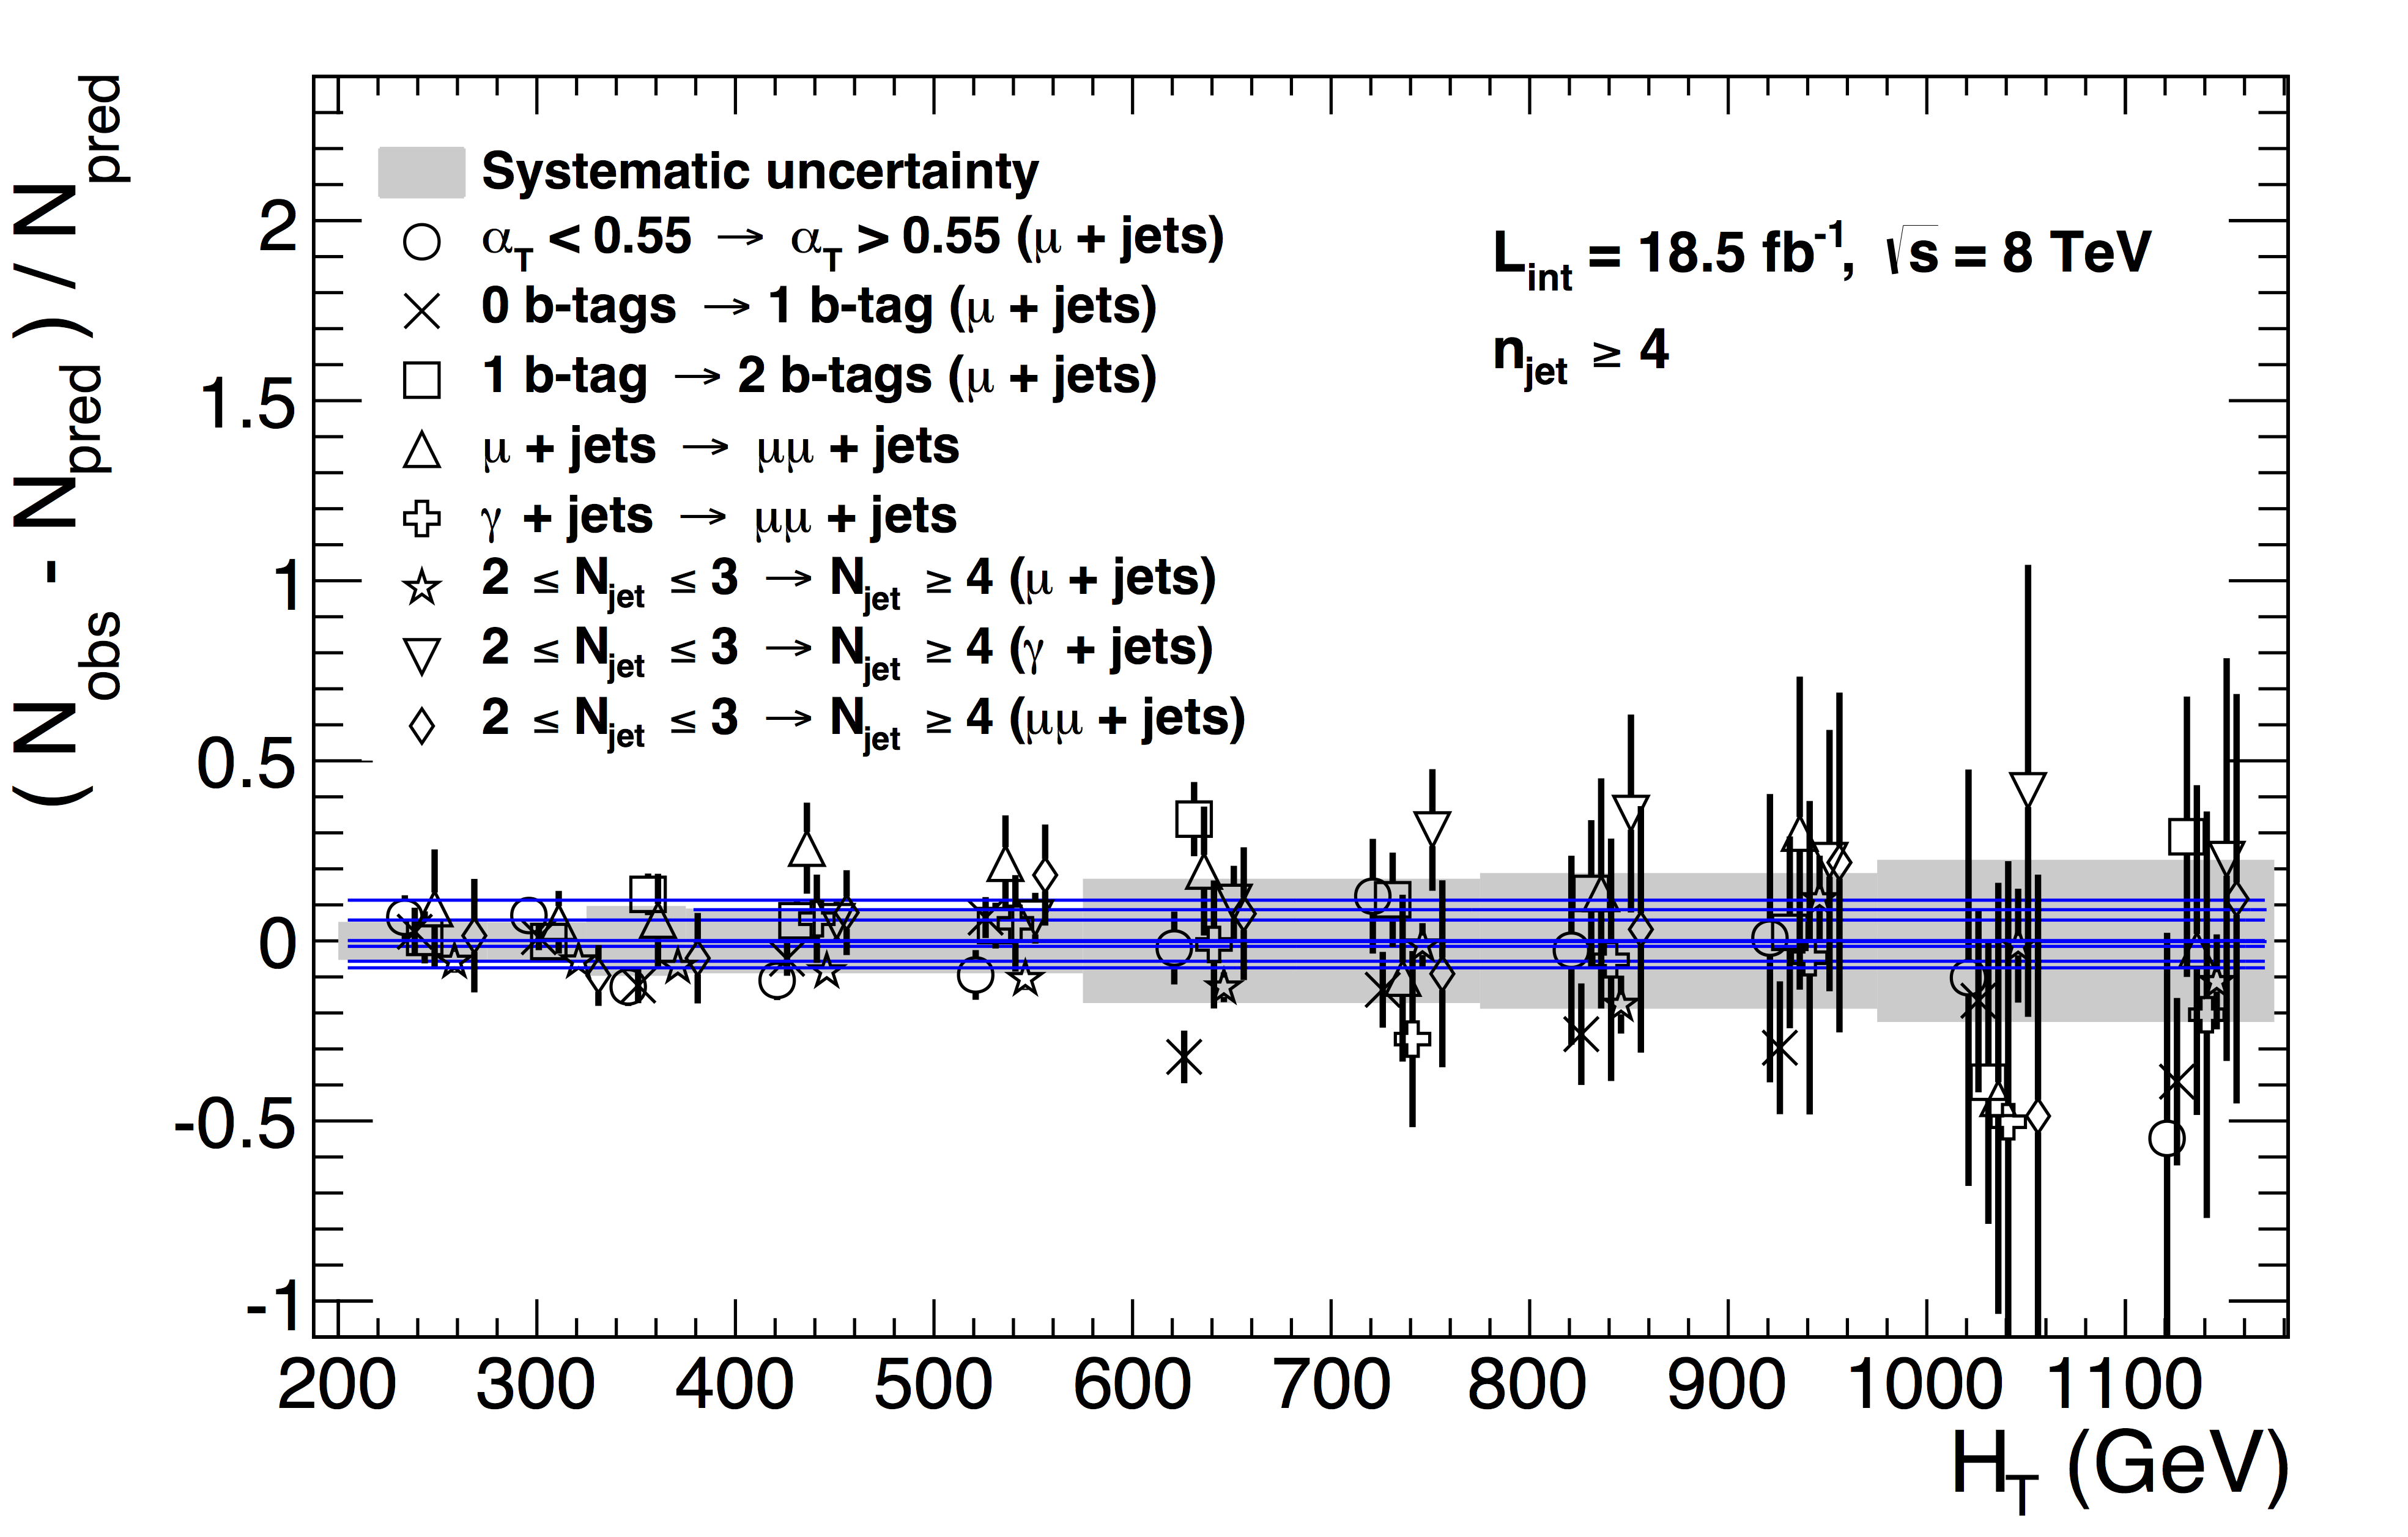 ( N_obs - N_pred ) / N_pred
Systematic uncertainty
α_T < 0.55 → α_T > 0.55 (μ + jets)
0 b-tags → 1 b-tag (μ + jets)
1 b-tag → 2 b-tags (μ + jets)
μ + jets → μμ + jets
γ + jets → μμ + jets
2 ≤ N_jet ≤ 3 → N_jet ≥ 4 (μ + jets)
2 ≤ N_jet ≤ 3 → N_jet ≥ 4 (γ + jets)
2 ≤ N_jet ≤ 3 → N_jet ≥ 4 (μμ + jets)
L_int = 18.5 fb^-1, √s = 8 TeV
n_jet ≥ 4
2
1.5
1
0.5
0
-0.5
-1
200 300 400 500 600 700 800 900 1000 1100
H_T (GeV)